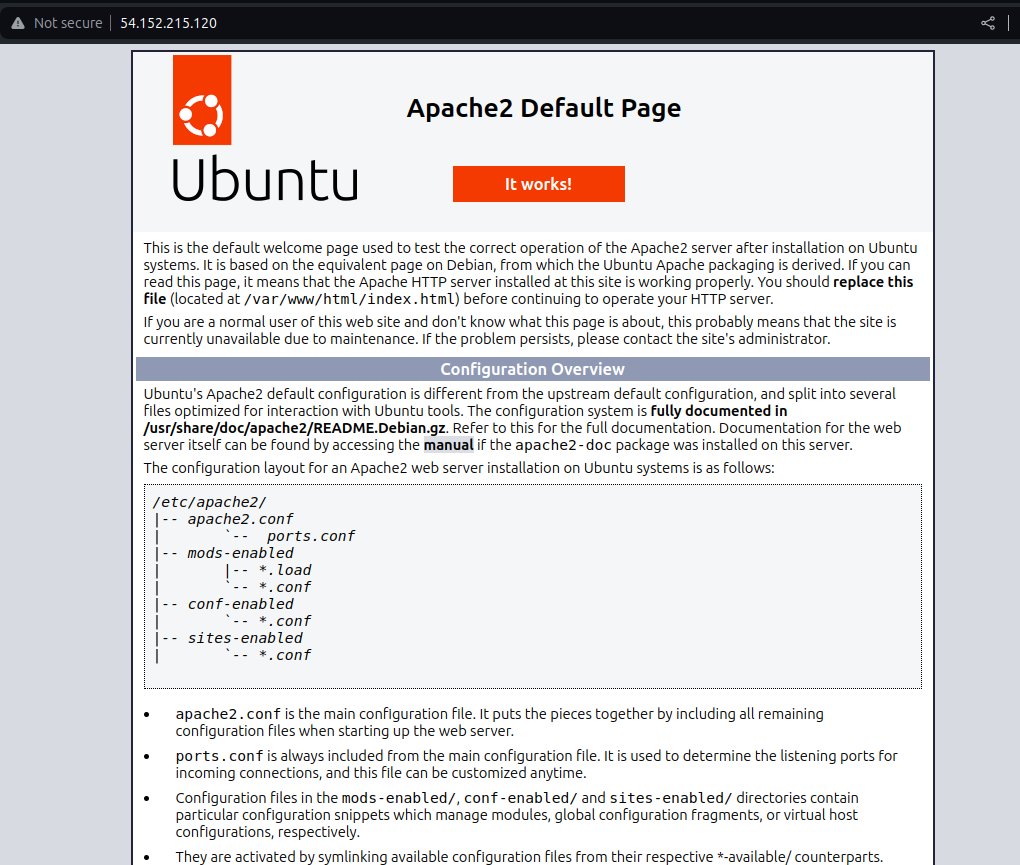 Not secure 54.152.215.120
Apache2 Default Page
Ubuntu
It works!
This is the default welcome page used to test the correct operation of the Apache2 server after installation on Ubuntu
systems. It is based on the equivalent page on Debian, from which the Ubuntu Apache packaging is derived. If you can
read this page, it means that the Apache HTTP server installed at this site is working properly. You should replace this
file (located at /var/www/html/index.html) before continuing to operate your HTTP server.
If you are a normal user of this web site and don't know what this page is about, this probably means that the site is
currently unavailable due to maintenance. If the problem persists, please contact the site's administrator.
Configuration Overview
Ubuntu's Apache2 default configuration is different from the upstream default configuration, and split into several
files optimized for interaction with Ubuntu tools. The configuration system is fully documented in
/usr/share/doc/apache2/README.Debian.gz. Refer to this for the full documentation. Documentation for the web
server itself can be found by accessing the manual if the apache2-doc package was installed on this server.
The configuration layout for an Apache2 web server installation on Ubuntu systems is as follows:
/etc/apache2/
|-- apache2.conf
|       `--  ports.conf
|-- mods-enabled
|       |-- *.load
|       `-- *.conf
|-- conf-enabled
|       `-- *.conf
|-- sites-enabled
|       `-- *.conf
• apache2.conf is the main configuration file. It puts the pieces together by including all remaining
configuration files when starting up the web server.
• ports.conf is always included from the main configuration file. It is used to determine the listening ports for
incoming connections, and this file can be customized anytime.
• Configuration files in the mods-enabled/, conf-enabled/ and sites-enabled/ directories contain
particular configuration snippets which manage modules, global configuration fragments, or virtual host
configurations, respectively.
• They are activated by symlinking available configuration files from their respective *-available/ counterparts.